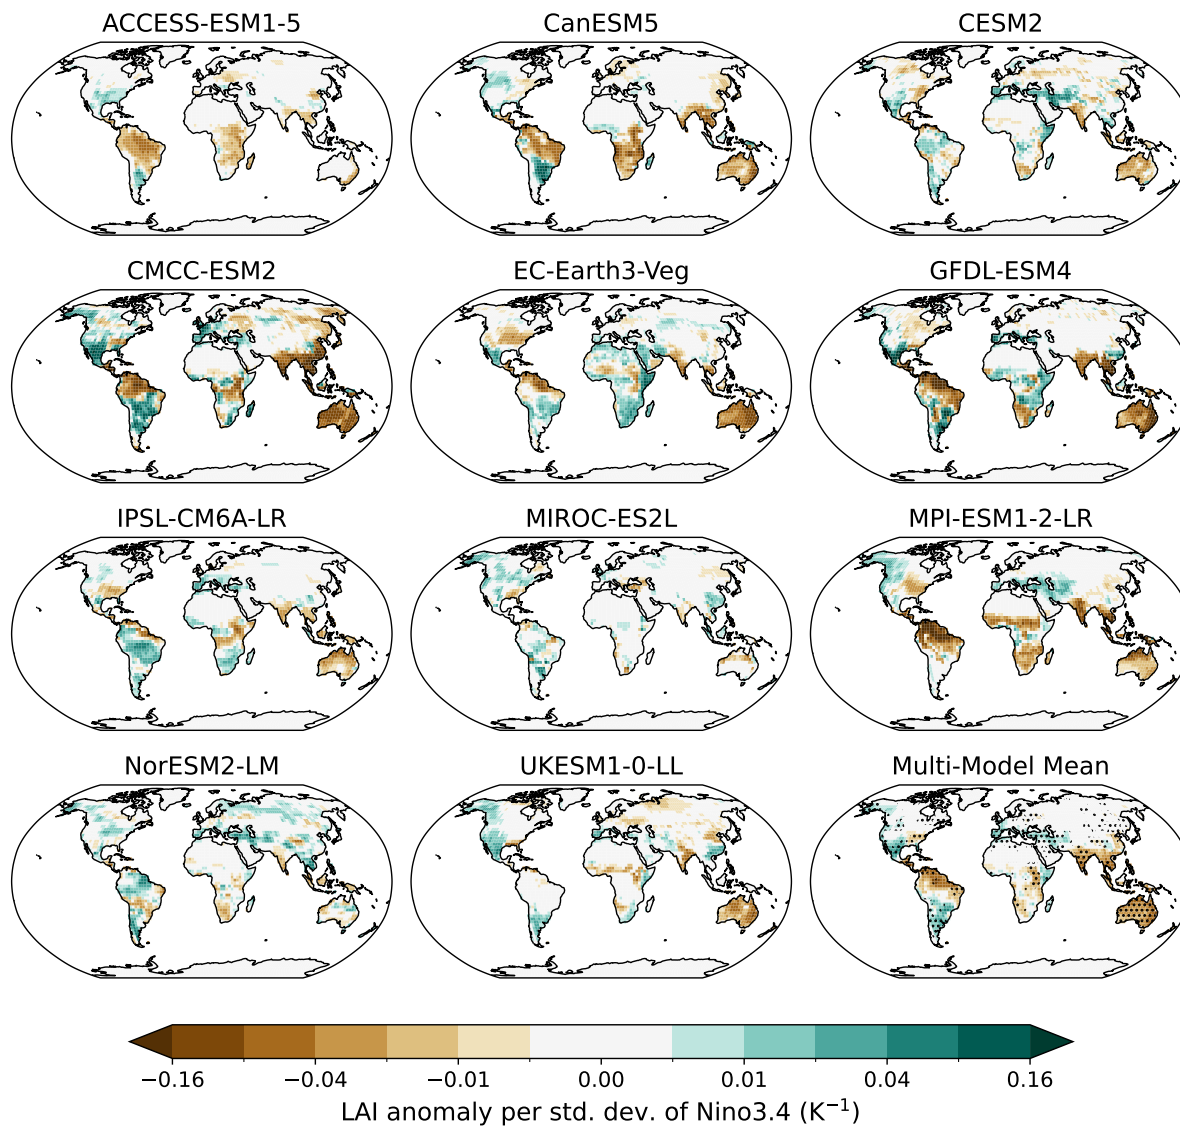 ACCESS-ESM1-5 CanESM5 CESM2
CMCC-ESM2 EC-Earth3-Veg GFDL-ESM4
IPSL-CM6A-LR MIROC-ES2L MPI-ESM1-2-LR
NorESM2-LM UKESM1-0-LL Multi-Model Mean
−0.16 −0.04 −0.01 0.00 0.01 0.04 0.16
LAI anomaly per std. dev. of Nino3.4 (K⁻¹)